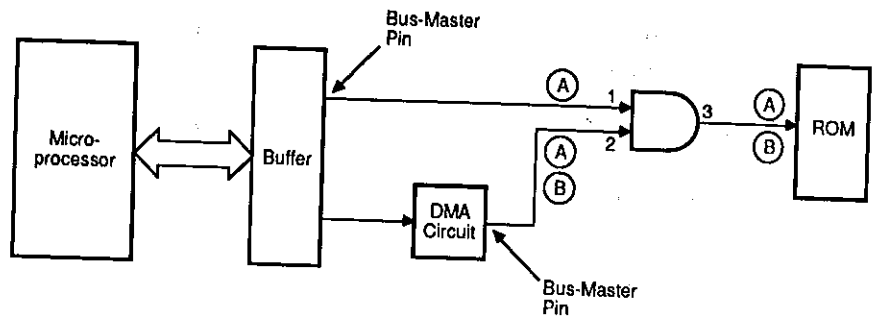 Bus-Master
Pin
Micro-
processor
Buffer
A
1
2
3
A
B
A
B
ROM
DMA
Circuit
Bus-Master
Pin